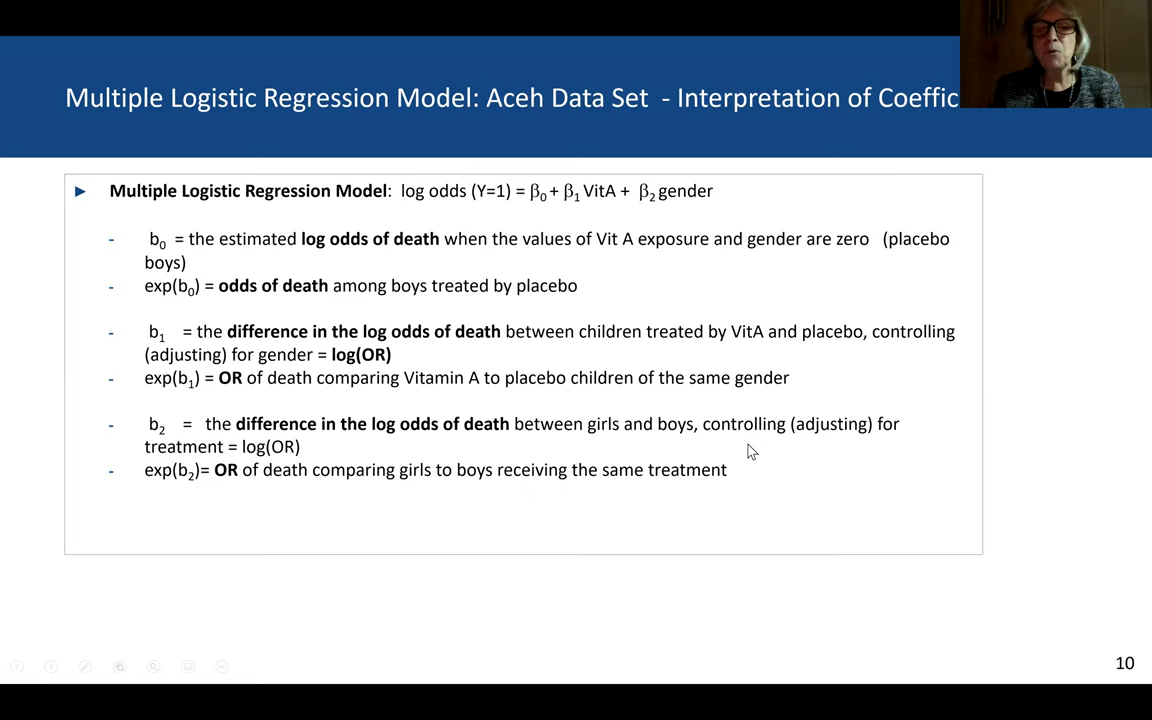 Multiple Logistic Regression Model: Aceh Data Set - Interpretation of Coeffic
► Multiple Logistic Regression Model: log odds (Y=1) = β₀ + β₁ VitA + β₂ gender
- b₀ = the estimated log odds of death when the values of Vit A exposure and gender are zero (placebo
boys)
- exp(b₀) = odds of death among boys treated by placebo
- b₁ = the difference in the log odds of death between children treated by VitA and placebo, controlling
(adjusting) for gender = log(OR)
- exp(b₁) = OR of death comparing Vitamin A to placebo children of the same gender
- b₂ = the difference in the log odds of death between girls and boys, controlling (adjusting) for
treatment = log(OR)
- exp(b₂)= OR of death comparing girls to boys receiving the same treatment
10